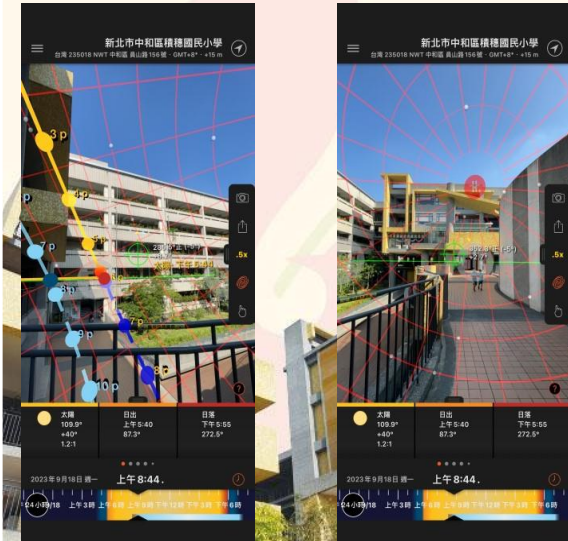 新北市中和區積穗國民小學
台灣 235018 NWT 中和區 員山路156號 · GMT+8* · +15 m
3 p
4 p
7 p
8 p
9 p
10 p
7 p
8 p
.5x
?
太陽
109.9°
+40°
1.2:1
日出
上午5:40
87.3°
日落
下午5:55
272.5°
2023年9月18日 週一
上午8:44.
24小時
9/18
上午3時
上午6時
上午9時
下午12時
下午3時
下午6時
新北市中和區積穗國民小學
台灣 235018 NWT 中和區 員山路156號 · GMT+8* · +15 m
.5x
?
太陽
109.9°
+40°
1.2:1
日出
上午5:40
87.3°
日落
下午5:55
272.5°
2023年9月18日 週一
上午8:44.
24小時
9/18
上午3時
上午6時
上午9時
下午12時
下午3時
下午6時